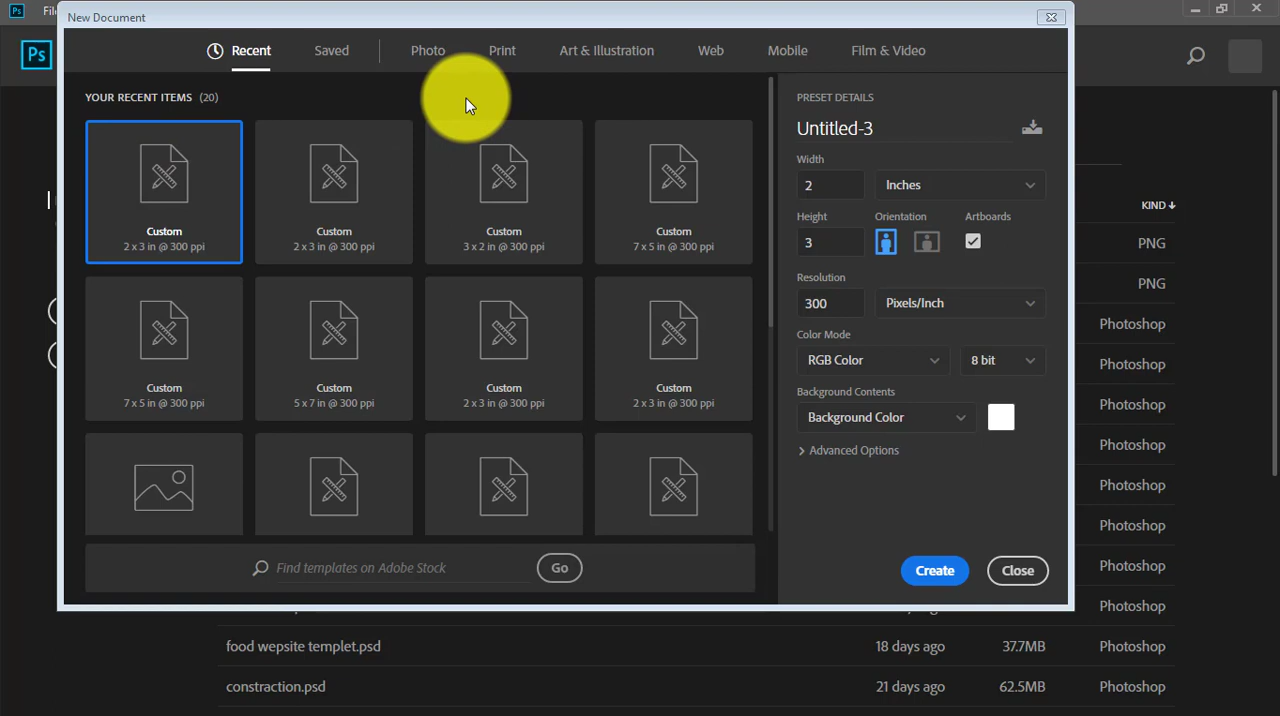 Ps
Fil
New Document
Ps
Recent
Saved
Photo
Print
Art & Illustration
Web
Mobile
Film & Video
YOUR RECENT ITEMS (20)
Custom
2 x 3 in @ 300 ppi
Custom
2 x 3 in @ 300 ppi
Custom
3 x 2 in @ 300 ppi
Custom
7 x 5 in @ 300 ppi
Custom
7 x 5 in @ 300 ppi
Custom
5 x 7 in @ 300 ppi
Custom
2 x 3 in @ 300 ppi
Custom
2 x 3 in @ 300 ppi
Find templates on Adobe Stock
Go
PRESET DETAILS
Untitled-3
Width
2
Inches
Height
Orientation
Artboards
3
Resolution
300
Pixels/Inch
Color Mode
RGB Color
8 bit
Background Contents
Background Color
Advanced Options
Create
Close
KIND
PNG
PNG
Photoshop
Photoshop
Photoshop
Photoshop
Photoshop
Photoshop
Photoshop
Photoshop
food wepsite templet.psd
18 days ago
37.7MB
Photoshop
constraction.psd
21 days ago
62.5MB
Photoshop